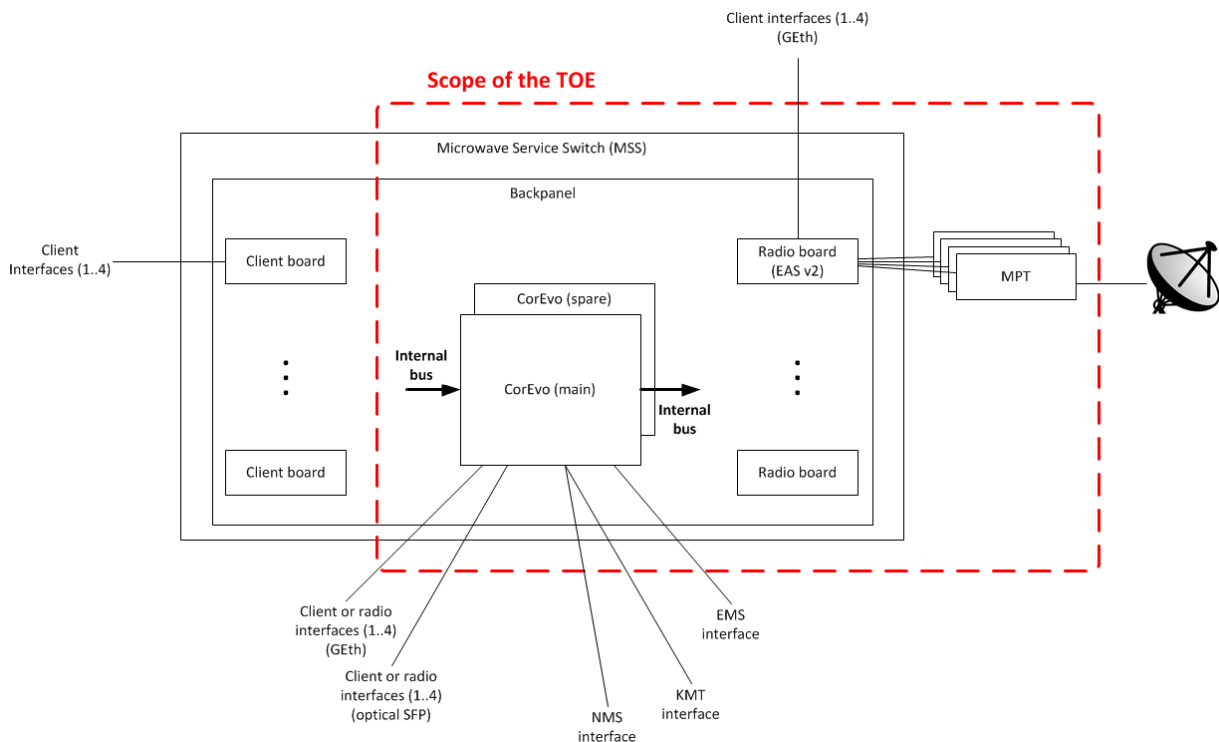 Client interfaces (1..4)
(GEth)
Scope of the TOE
Microwave Service Switch (MSS)
Backpanel
Client
Interfaces (1..4)
Client board
Radio board
(EAS v2)
MPT
CorEvo (spare)
Internal
bus
CorEvo (main)
Internal
bus
Client board
Radio board
Client or radio
interfaces (1..4)
(GEth)
Client or radio
interfaces (1..4)
(optical SFP)
NMS
interface
KMT
interface
EMS
interface